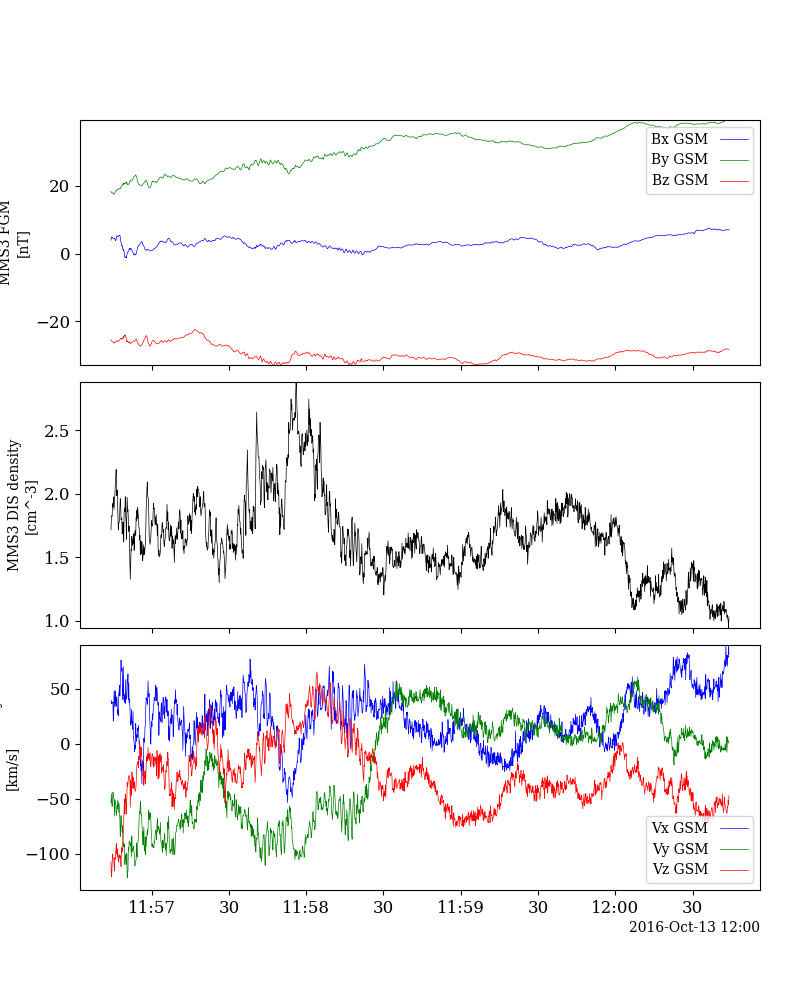 Bx GSM
By GSM
Bz GSM
20
0
−20
MMS3 FGM
[nT]
2.5
2.0
1.5
1.0
MMS3 DIS density
[cm^-3]
50
0
−50
−100
[km/s]
Vx GSM
Vy GSM
Vz GSM
11:57 30 11:58 30 11:59 30 12:00 30
2016-Oct-13 12:00